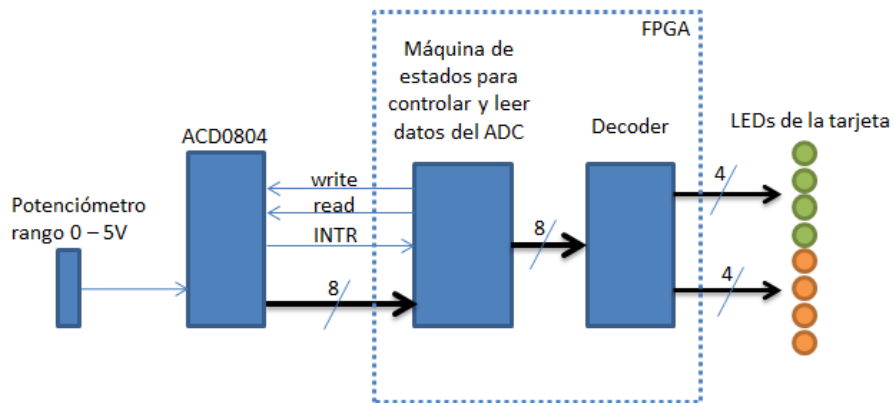 FPGA
Máquina de
estados para
controlar y leer
datos del ADC
ACD0804
Decoder
LEDs de la tarjeta
write
read
INTR
Potenciómetro
rango 0 – 5V
8
8
4
4